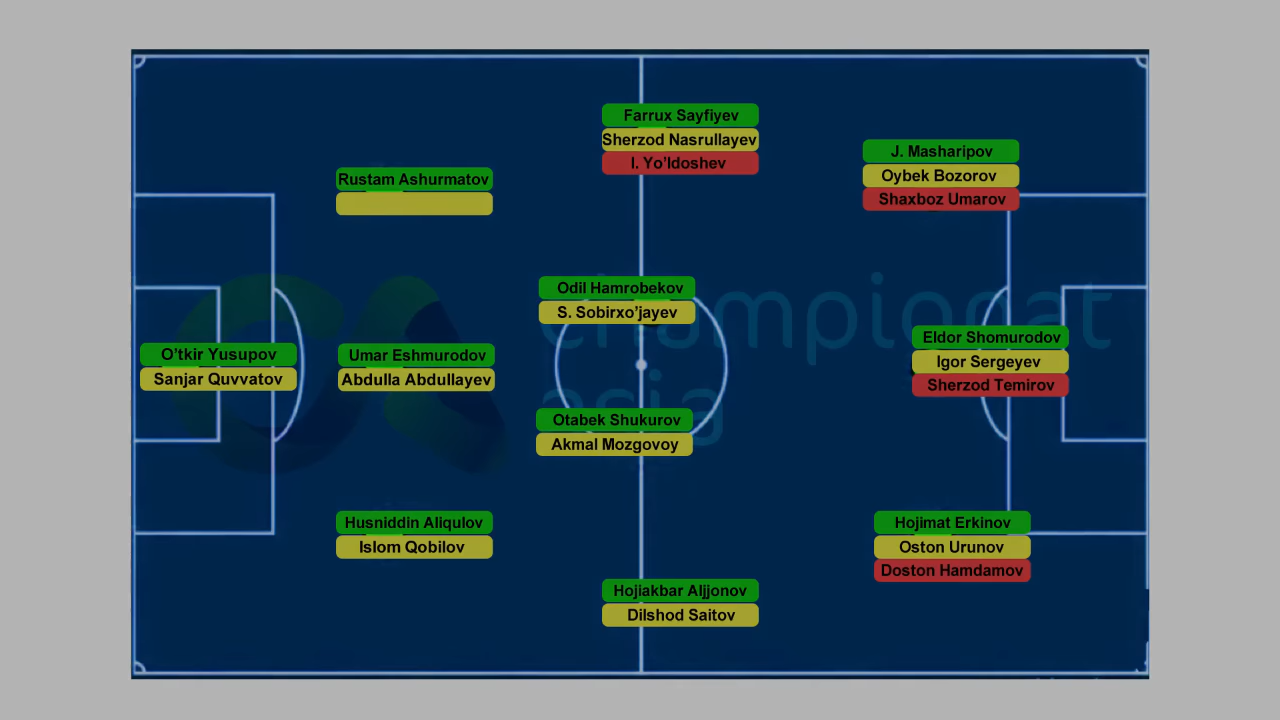 Farrux Sayfiyev
Sherzod Nasrullayev
I. Yo'ldoshev
J. Masharipov
Oybek Bozorov
Shaxboz Umarov
Rustam Ashurmatov
Odil Hamrobekov
S. Sobirxo'jayev
championat
asia
O'tkir Yusupov
Sanjar Quvvatov
Umar Eshmurodov
Abdulla Abdullayev
Eldor Shomurodov
Igor Sergeyev
Sherzod Temirov
Otabek Shukurov
Akmal Mozgovoy
Husniddin Aliqulov
Islom Qobilov
Hojimat Erkinov
Oston Urunov
Doston Hamdamov
Hojiakbar Aljjonov
Dilshod Saitov